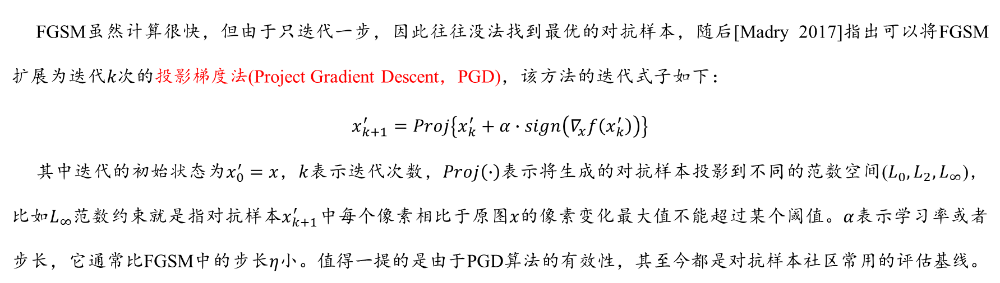 FGSM虽然计算很快，但由于只迭代一步，因此往往没法找到最优的对抗样本，随后[Madry 2017]指出可以将FGSM
扩展为迭代k次的投影梯度法(Project Gradient Descent，PGD)，该方法的迭代式子如下：
x′ₖ₊₁ = Proj{x′ₖ + α · sign(∇ₓf(x′ₖ))}
其中迭代的初始状态为x′₀ = x，k表示迭代次数，Proj(·)表示将生成的对抗样本投影到不同的范数空间(L₀, L₂, L∞)，
比如L∞范数约束就是指对抗样本x′ₖ₊₁中每个像素相比于原图x的像素变化最大值不能超过某个阈值。α表示学习率或者
步长，它通常比FGSM中的步长η小。值得一提的是由于PGD算法的有效性，其至今都是对抗样本社区常用的评估基线。